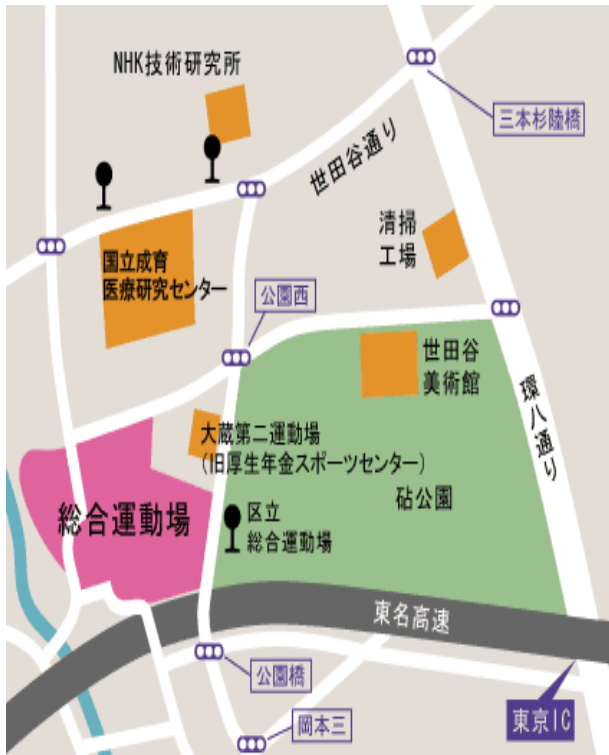 NHK技術研究所
三本杉陸橋
世田谷通り
清掃
工場
国立成育
医療研究センター
公園西
世田谷
美術館
環八通り
大蔵第二運動場
(旧厚生年金スポーツセンター)
砧公園
総合運動場
区立
総合運動場
東名高速
公園橋
岡本三
東京IC